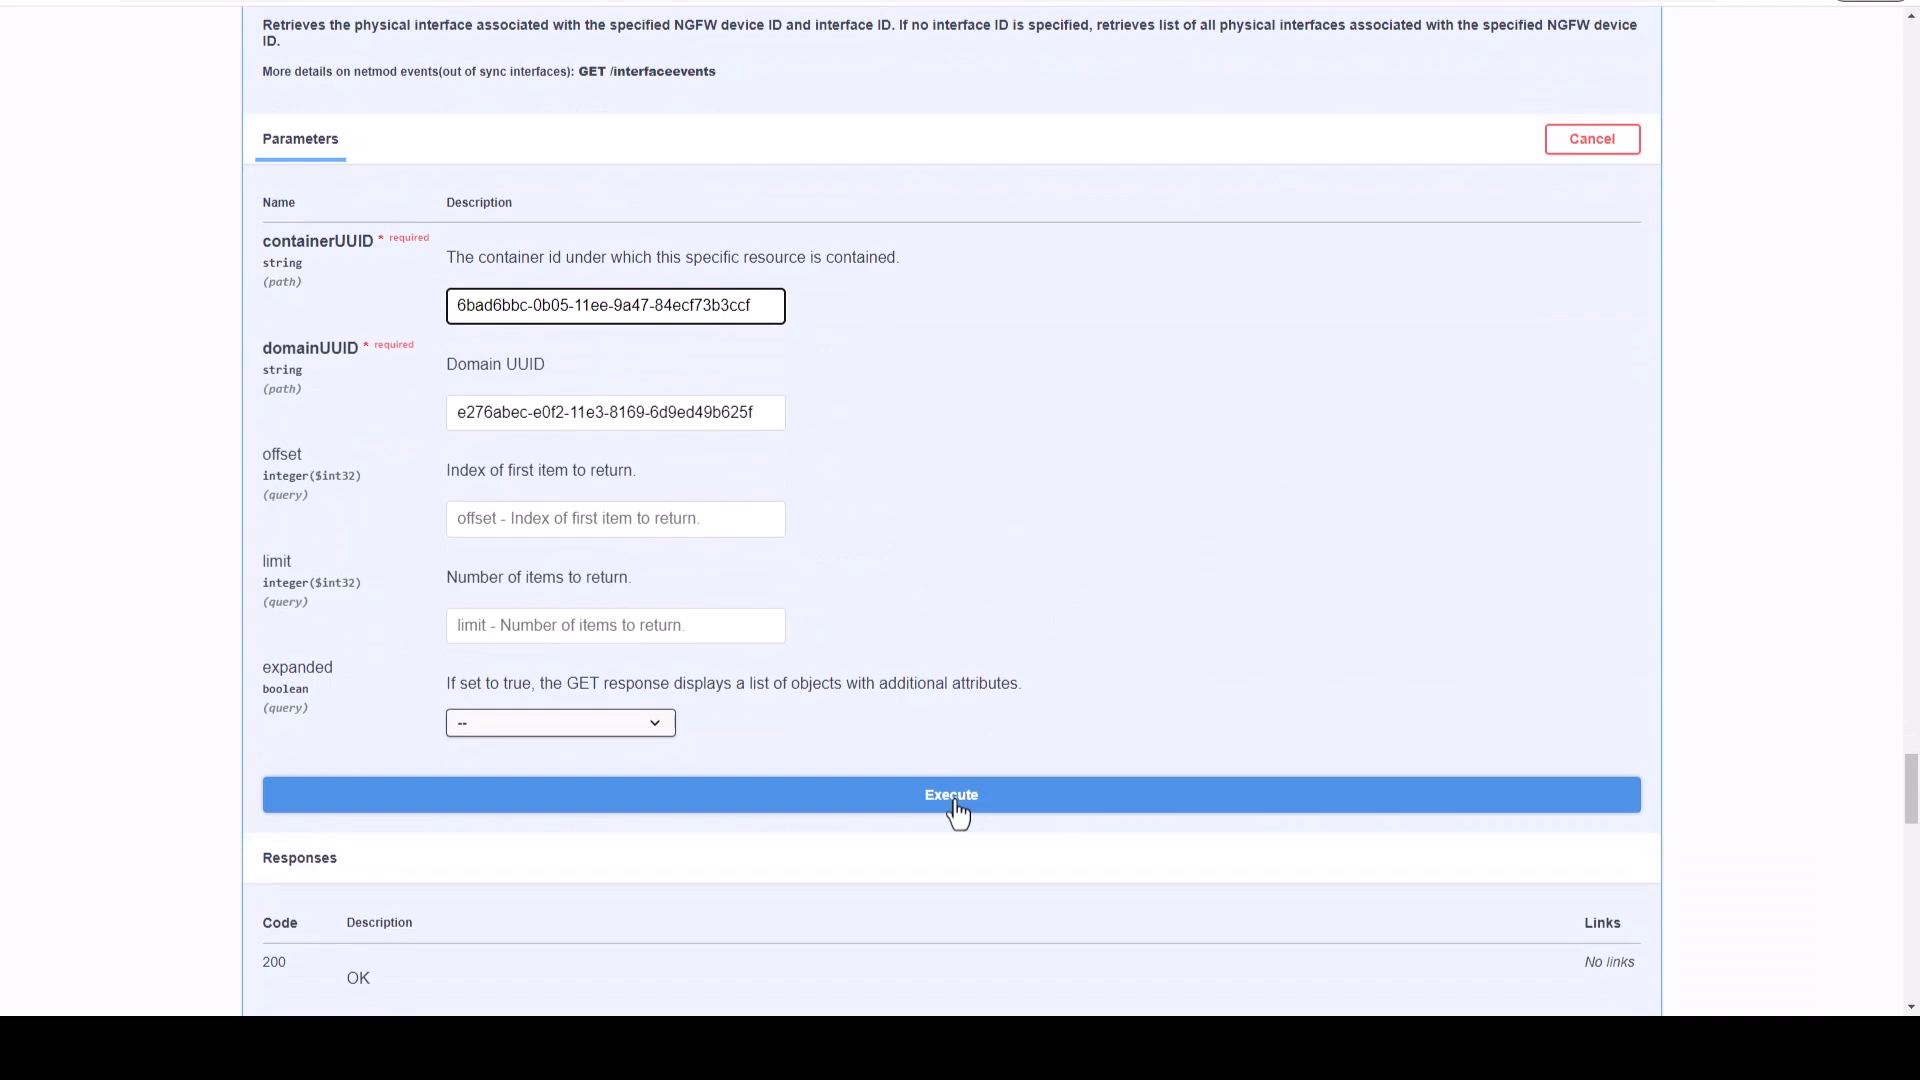 Retrieves the physical interface associated with the specified NGFW device ID and interface ID. If no interface ID is specified, retrieves list of all physical interfaces associated with the specified NGFW device
ID.
More details on netmod events(out of sync interfaces): GET /interfaceevents
Parameters
Cancel
Name Description
containerUUID * required
string
(path)
The container id under which this specific resource is contained.
6bad6bbc-0b05-11ee-9a47-84ecf73b3ccf
domainUUID * required
string
(path)
Domain UUID
e276abec-e0f2-11e3-8169-6d9ed49b625f
offset
integer($int32)
(query)
Index of first item to return.
offset - Index of first item to return.
limit
integer($int32)
(query)
Number of items to return.
limit - Number of items to return.
expanded
boolean
(query)
If set to true, the GET response displays a list of objects with additional attributes.
--
Execute
Responses
Code Description Links
200 OK No links